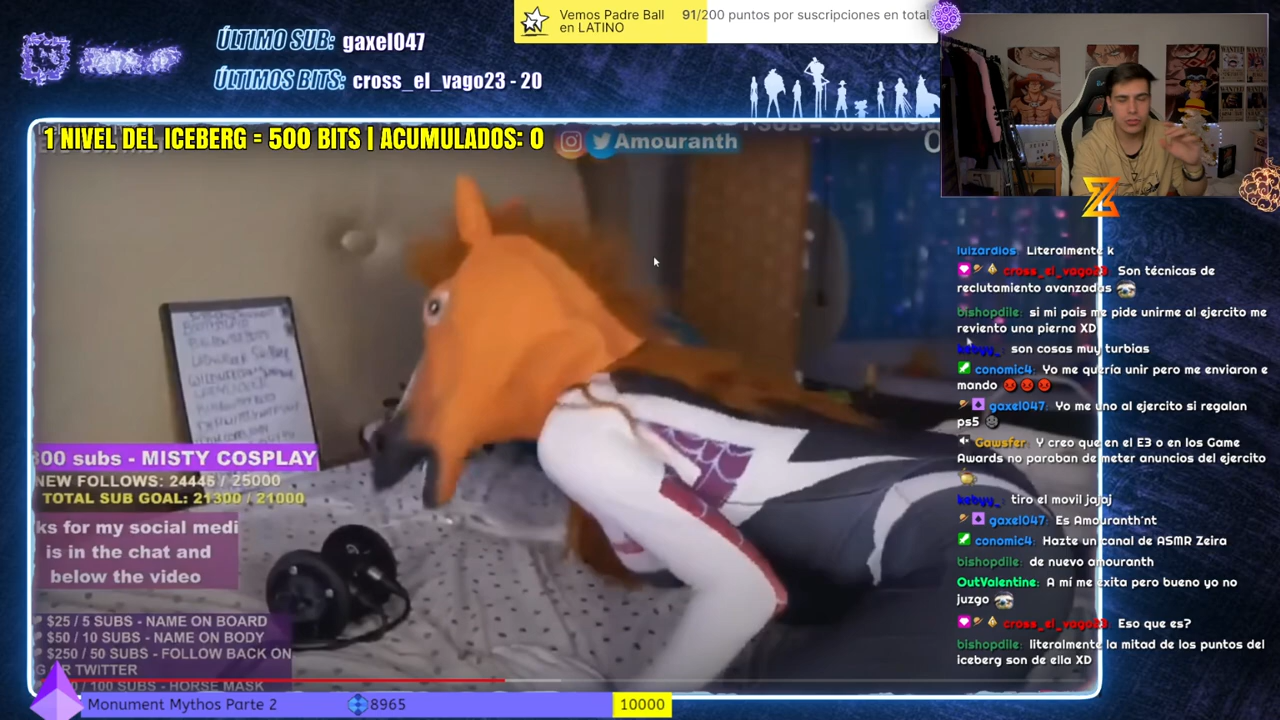 ÚLTIMO SUB: gaxel047
ÚLTIMOS BITS: cross_el_vago23 - 20
Vemos Padre Ball
en LATINO
91/200 puntos por suscripciones en total
1 NIVEL DEL ICEBERG = 500 BITS | ACUMULADOS: 0
Amouranth
300 subs - MISTY COSPLAY
NEW FOLLOWS: 24446 / 25000
TOTAL SUB GOAL: 21300 / 21000
ks for my social medi
is in the chat and
below the video
$25 / 5 SUBS - NAME ON BOARD
$50 / 10 SUBS - NAME ON BODY
$250 / 50 SUBS - FOLLOW BACK ON
TWITTER
/ 100 SUBS - HORSE MASK
Monument Mythos Parte 2
8965
10000
luizardios: Literalmente k
cross_el_vago23: Son técnicas de
reclutamiento avanzadas
bishopdile: si mi pais me pide unirme al ejercito me
reviento una pierna XD
kebyy_: son cosas muy turbias
conomic4: Yo me quería unir pero me enviaron e
mando
gaxel047: Yo me uno al ejercito si regalan
ps5
Gawsfer: Y creo que en el E3 o en los Game
Awards no paraban de meter anuncios del ejercito
kebyy_: tiro el movil jajaj
gaxel047: Es Amouranth'nt
conomic4: Hazte un canal de ASMR Zeira
bishopdile: de nuevo amouranth
OutValentine: A mí me exita pero bueno yo no
juzgo
cross_el_vago23: Eso que es?
bishopdile: literalmente la mitad de los puntos del
iceberg son de ella XD